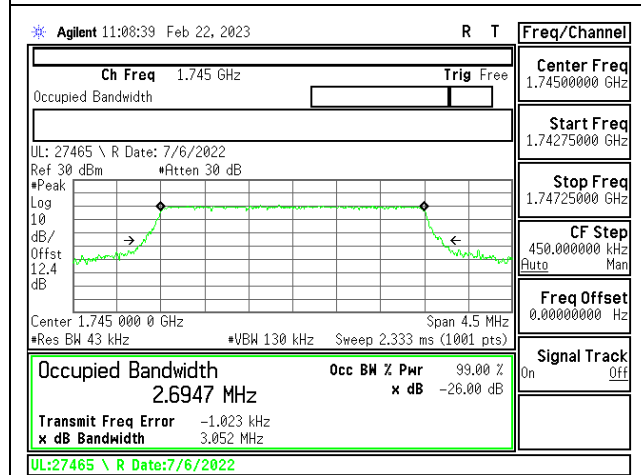 Agilent 11:08:39 Feb 22, 2023 R T
Freq/Channel
Ch Freq 1.745 GHz Trig Free
Occupied Bandwidth
Center Freq
1.74500000 GHz
Start Freq
1.74275000 GHz
Stop Freq
1.74725000 GHz
CF Step
450.000000 kHz
Auto Man
Freq Offset
0.00000000 Hz
Signal Track
On Off
UL: 27465 \ R Date: 7/6/2022
Ref 30 dBm #Atten 30 dB
#Peak
Log
10
dB/
Offst
12.4
dB
Center 1.745 000 0 GHz Span 4.5 MHz
#Res BW 43 kHz #VBW 130 kHz Sweep 2.333 ms (1001 pts)
Occupied Bandwidth Occ BW % Pwr 99.00 %
2.6947 MHz x dB -26.00 dB
Transmit Freq Error -1.023 kHz
x dB Bandwidth 3.052 MHz
UL:27465 \ R Date:7/6/2022